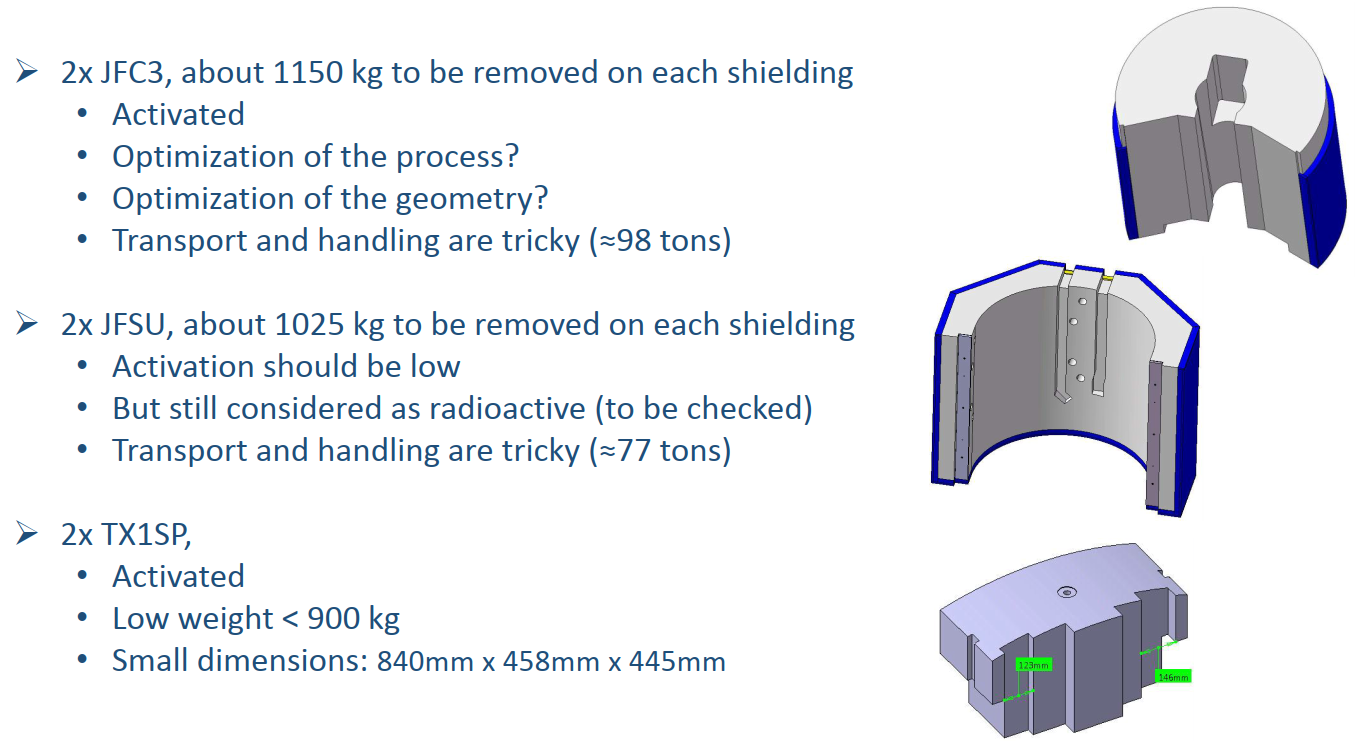 ➢ 2x JFC3, about 1150 kg to be removed on each shielding
• Activated
• Optimization of the process?
• Optimization of the geometry?
• Transport and handling are tricky (≈98 tons)
➢ 2x JFSU, about 1025 kg to be removed on each shielding
• Activation should be low
• But still considered as radioactive (to be checked)
• Transport and handling are tricky (≈77 tons)
➢ 2x TX1SP,
• Activated
• Low weight < 900 kg
• Small dimensions: 840mm x 458mm x 445mm
123mm
146mm